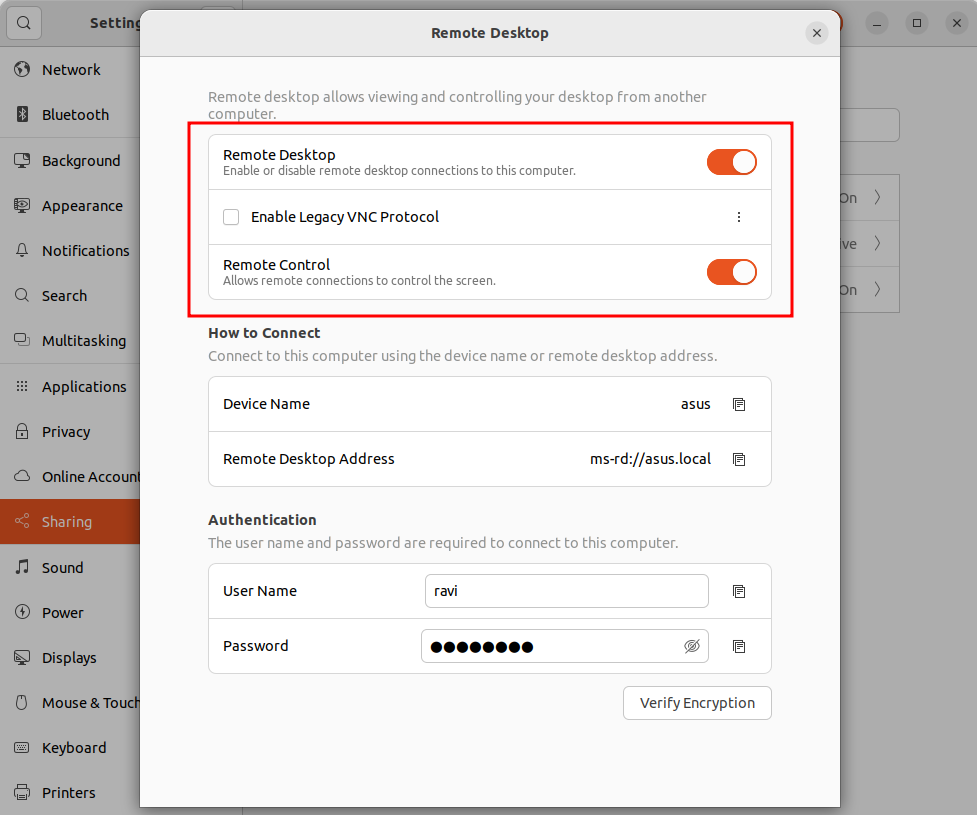 Settin
Remote Desktop
Network
Bluetooth
Background
Appearance
Notifications
Search
Multitasking
Applications
Privacy
Online Account
Sharing
Sound
Power
Displays
Mouse & Touch
Keyboard
Printers
Remote desktop allows viewing and controlling your desktop from another
computer.
Remote Desktop
Enable or disable remote desktop connections to this computer.
Enable Legacy VNC Protocol
Remote Control
Allows remote connections to control the screen.
How to Connect
Connect to this computer using the device name or remote desktop address.
Device Name asus
Remote Desktop Address ms-rd://asus.local
Authentication
The user name and password are required to connect to this computer.
User Name ravi
Password ●●●●●●●●
Verify Encryption
On
ve
On